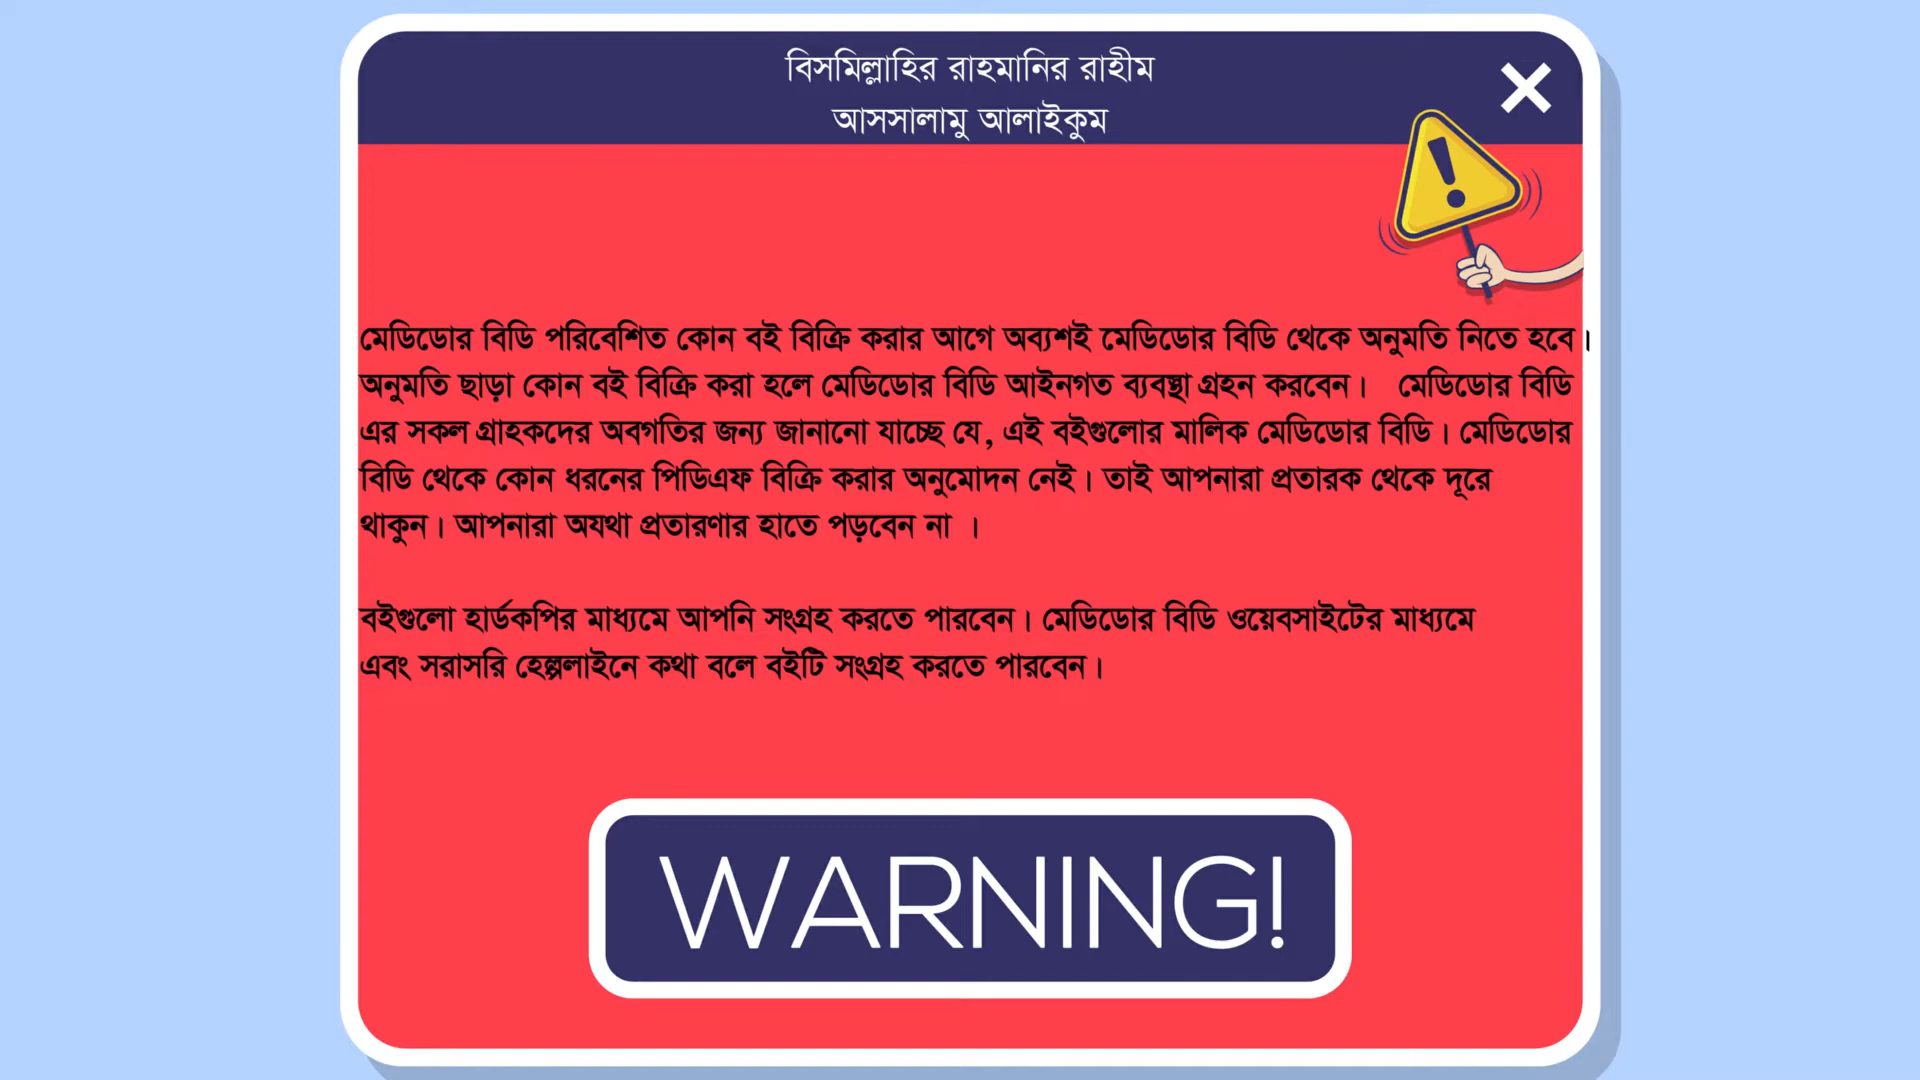 বিসমিল্লাহির রাহমানির রাহীম
আসসালামু আলাইকুম
মেডিডোর বিডি পরিবেশিত কোন বই বিক্রি করার আগে অব্যশই মেডিডোর বিডি থেকে অনুমতি নিতে হবে।
অনুমতি ছাড়া কোন বই বিক্রি করা হলে মেডিডোর বিডি আইনগত ব্যবস্থা গ্রহন করবেন। মেডিডোর বিডি
এর সকল গ্রাহকদের অবগতির জন্য জানানো যাচ্ছে যে, এই বইগুলোর মালিক মেডিডোর বিডি। মেডিডোর
বিডি থেকে কোন ধরনের পিডিএফ বিক্রি করার অনুমোদন নেই। তাই আপনারা প্রতারক থেকে দূরে
থাকুন। আপনারা অযথা প্রতারণার হাতে পড়বেন না ।
বইগুলো হার্ডকপির মাধ্যমে আপনি সংগ্রহ করতে পারবেন। মেডিডোর বিডি ওয়েবসাইটের মাধ্যমে
এবং সরাসরি হেল্পলাইনে কথা বলে বইটি সংগ্রহ করতে পারবেন।
WARNING!